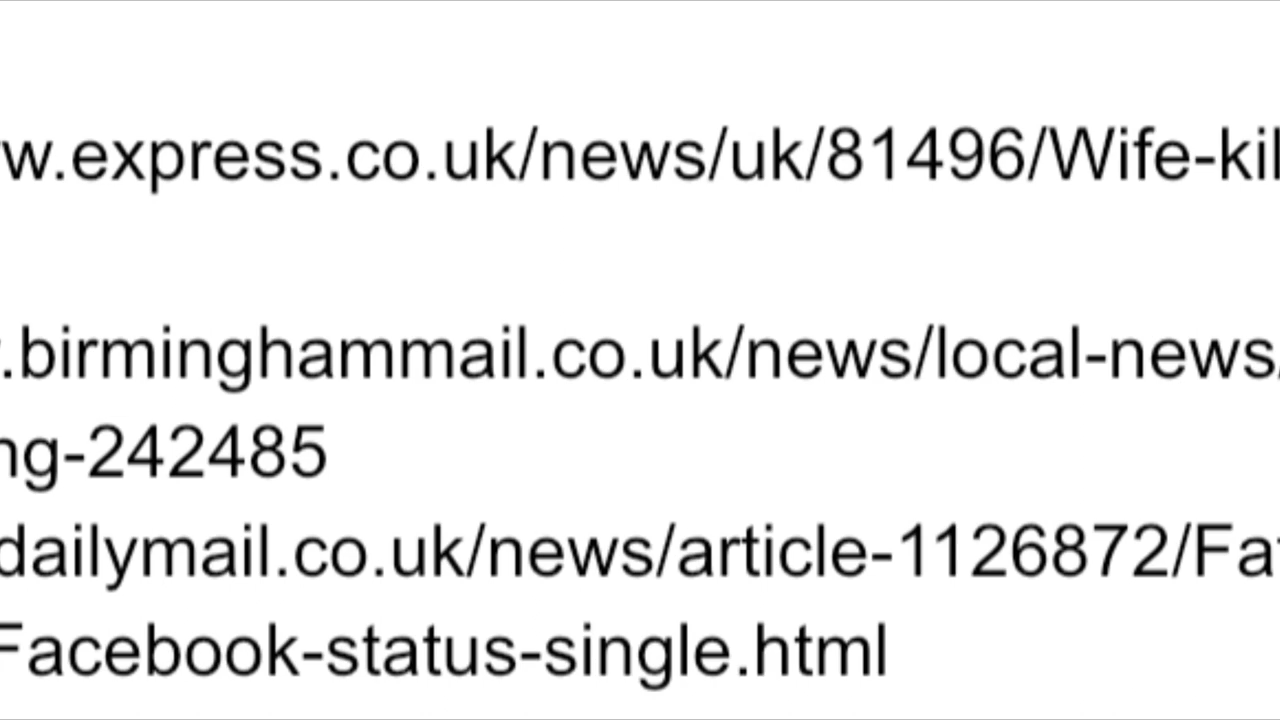 w.express.co.uk/news/uk/81496/Wife-kil
.birminghammail.co.uk/news/local-news/
ng-242485
dailymail.co.uk/news/article-1126872/Fat
Facebook-status-single.html